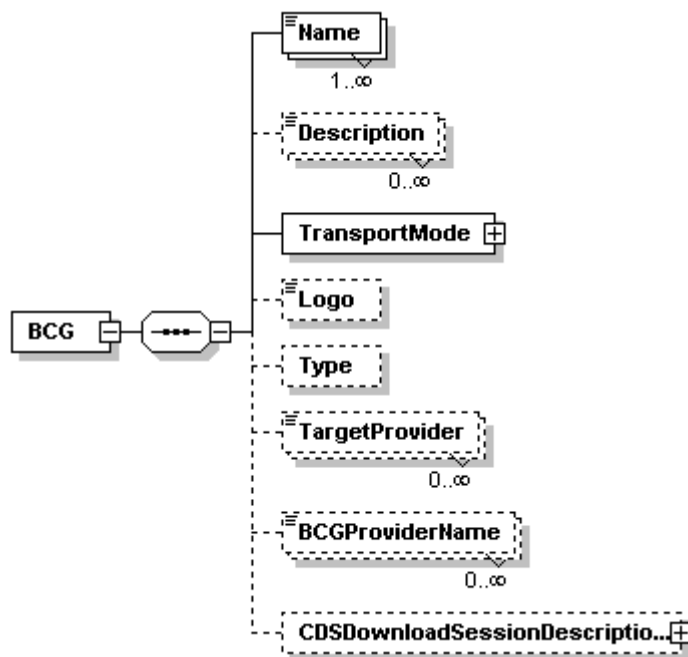 Name
1..∞
Description
0..∞
TransportMode
Logo
BCG
Type
TargetProvider
0..∞
BCGProviderName
0..∞
CDSDownloadSessionDescriptio...